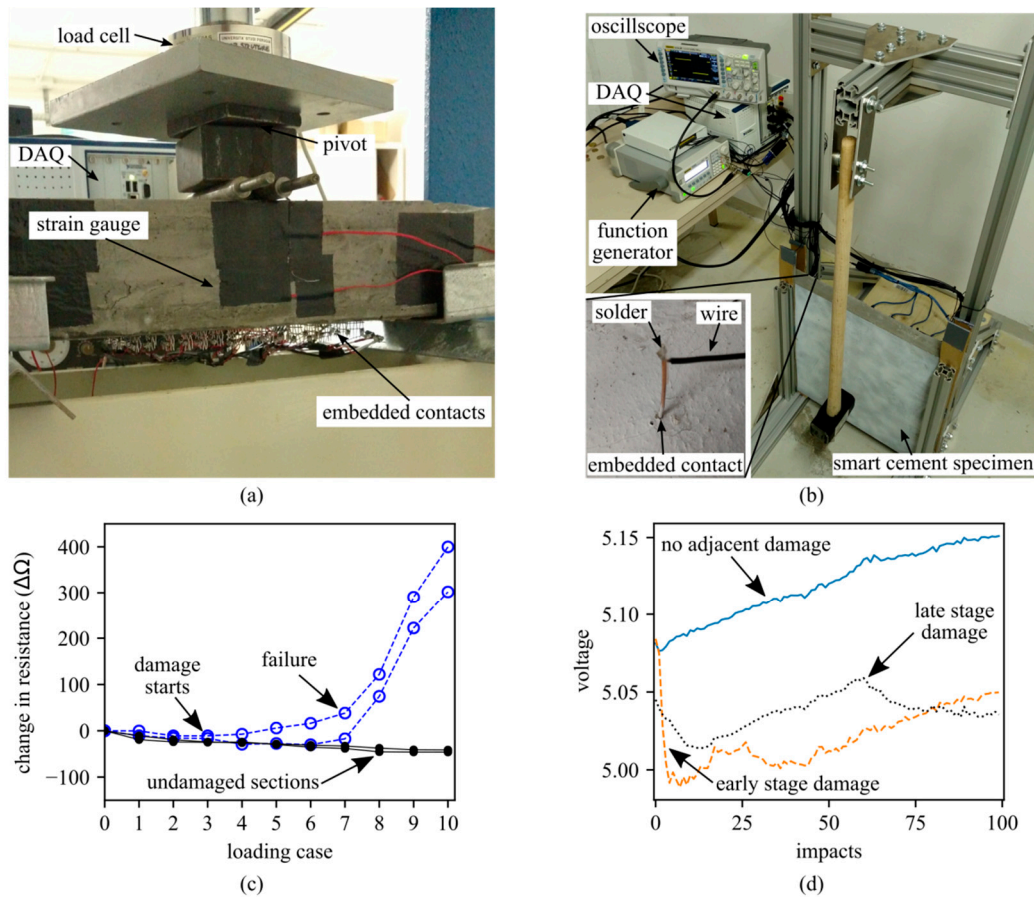 load cell
pivot
DAQ
strain gauge
embedded contacts
(a)
oscillscope
DAQ
function
generator
solder
wire
embedded contact
smart cement specimen
(b)
change in resistance (ΔΩ)
400
300
200
100
0
−100
damage
starts
failure
undamaged sections
0 1 2 3 4 5 6 7 8 9 10
loading case
(c)
voltage
5.15
5.10
5.05
5.00
no adjacent damage
late stage
damage
early stage damage
0 25 50 75 100
impacts
(d)